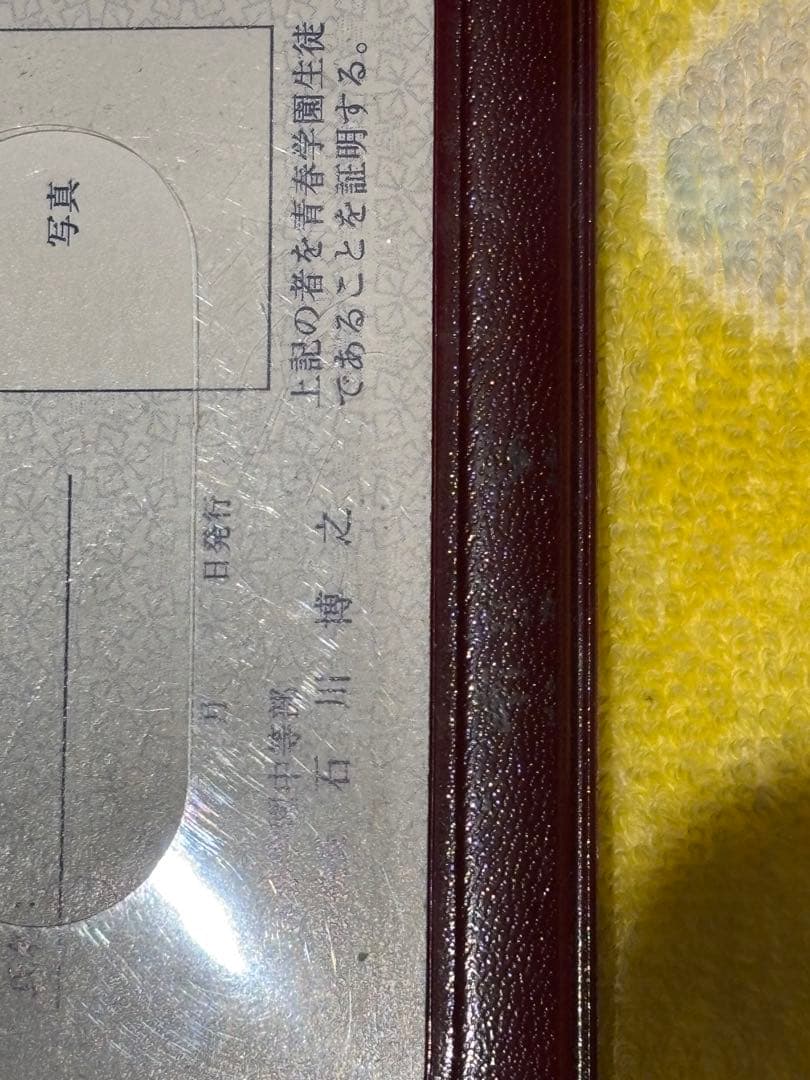 写真
月　日発行
中等部
石川博之
上記の者を青春学園生徒
であることを証明する。